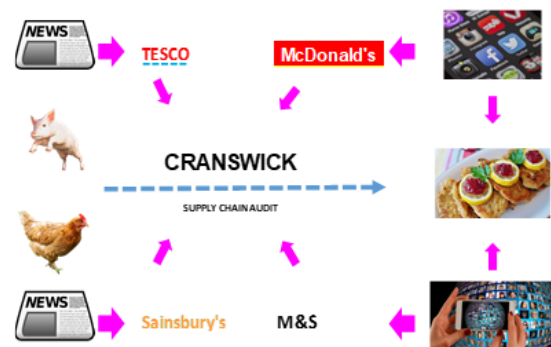 NEWS
TESCO
McDonald's
CRANSWICK
SUPPLY CHAIN AUDIT
NEWS
Sainsbury's
M&S